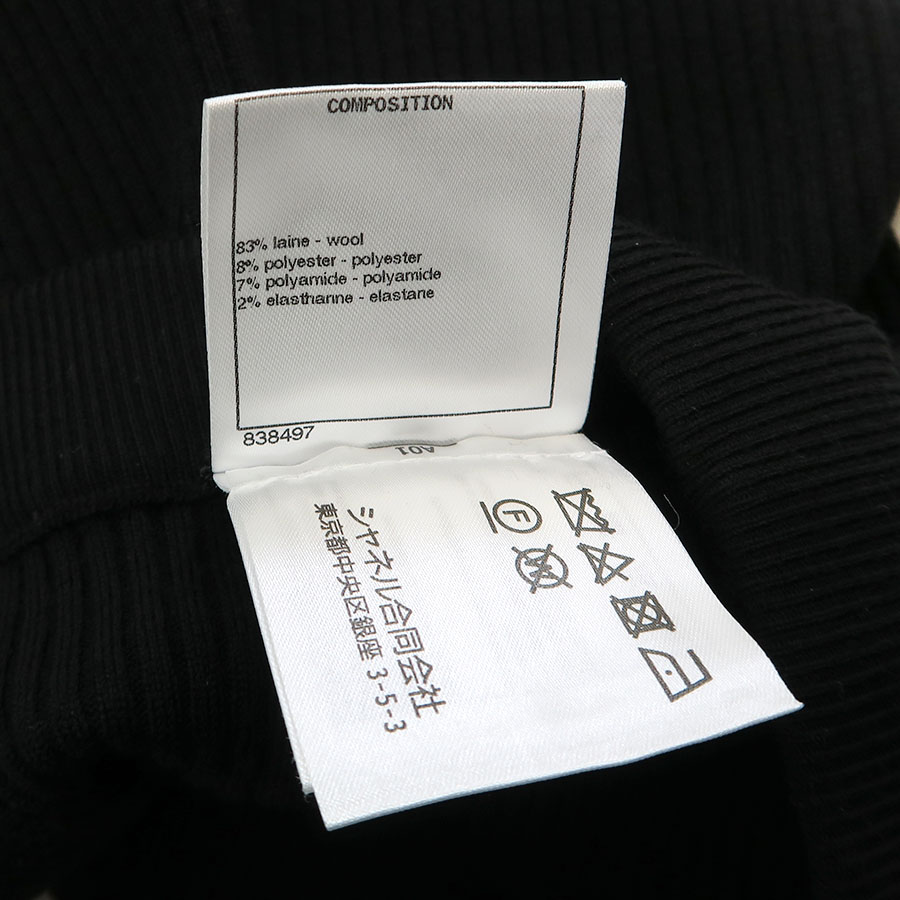 COMPOSITION
83% laine - wool
8% polyester - polyester
7% polyamide - polyamide
2% elasthanne - elastane
838497
A01
シャネル合同会社
東京都中央区銀座 3-5-3
F
W